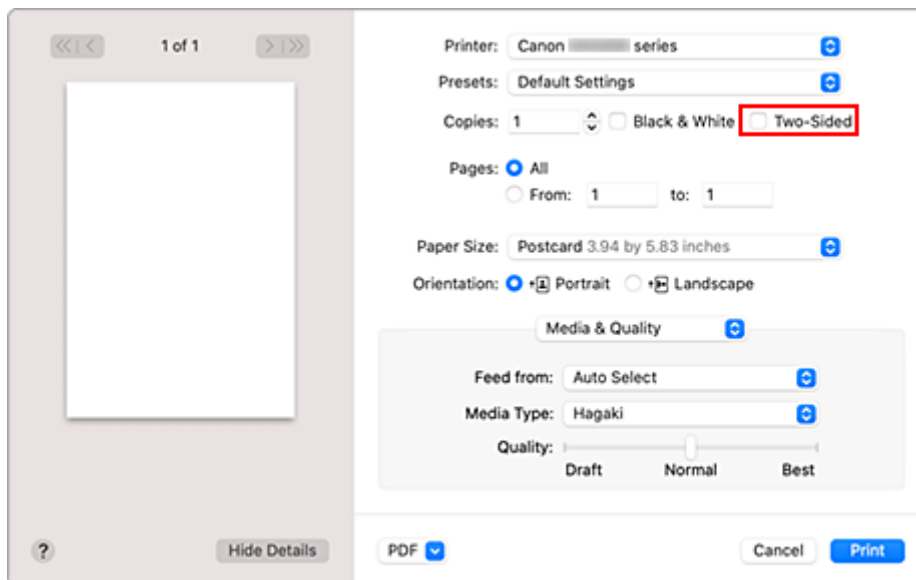 1 of 1
Printer: Canon series
Presets: Default Settings
Copies: 1 Black & White Two-Sided
Pages: All
From: 1 to: 1
Paper Size: Postcard 3.94 by 5.83 inches
Orientation: Portrait Landscape
Media & Quality
Feed from: Auto Select
Media Type: Hagaki
Quality:
Draft Normal Best
? Hide Details PDF Cancel Print